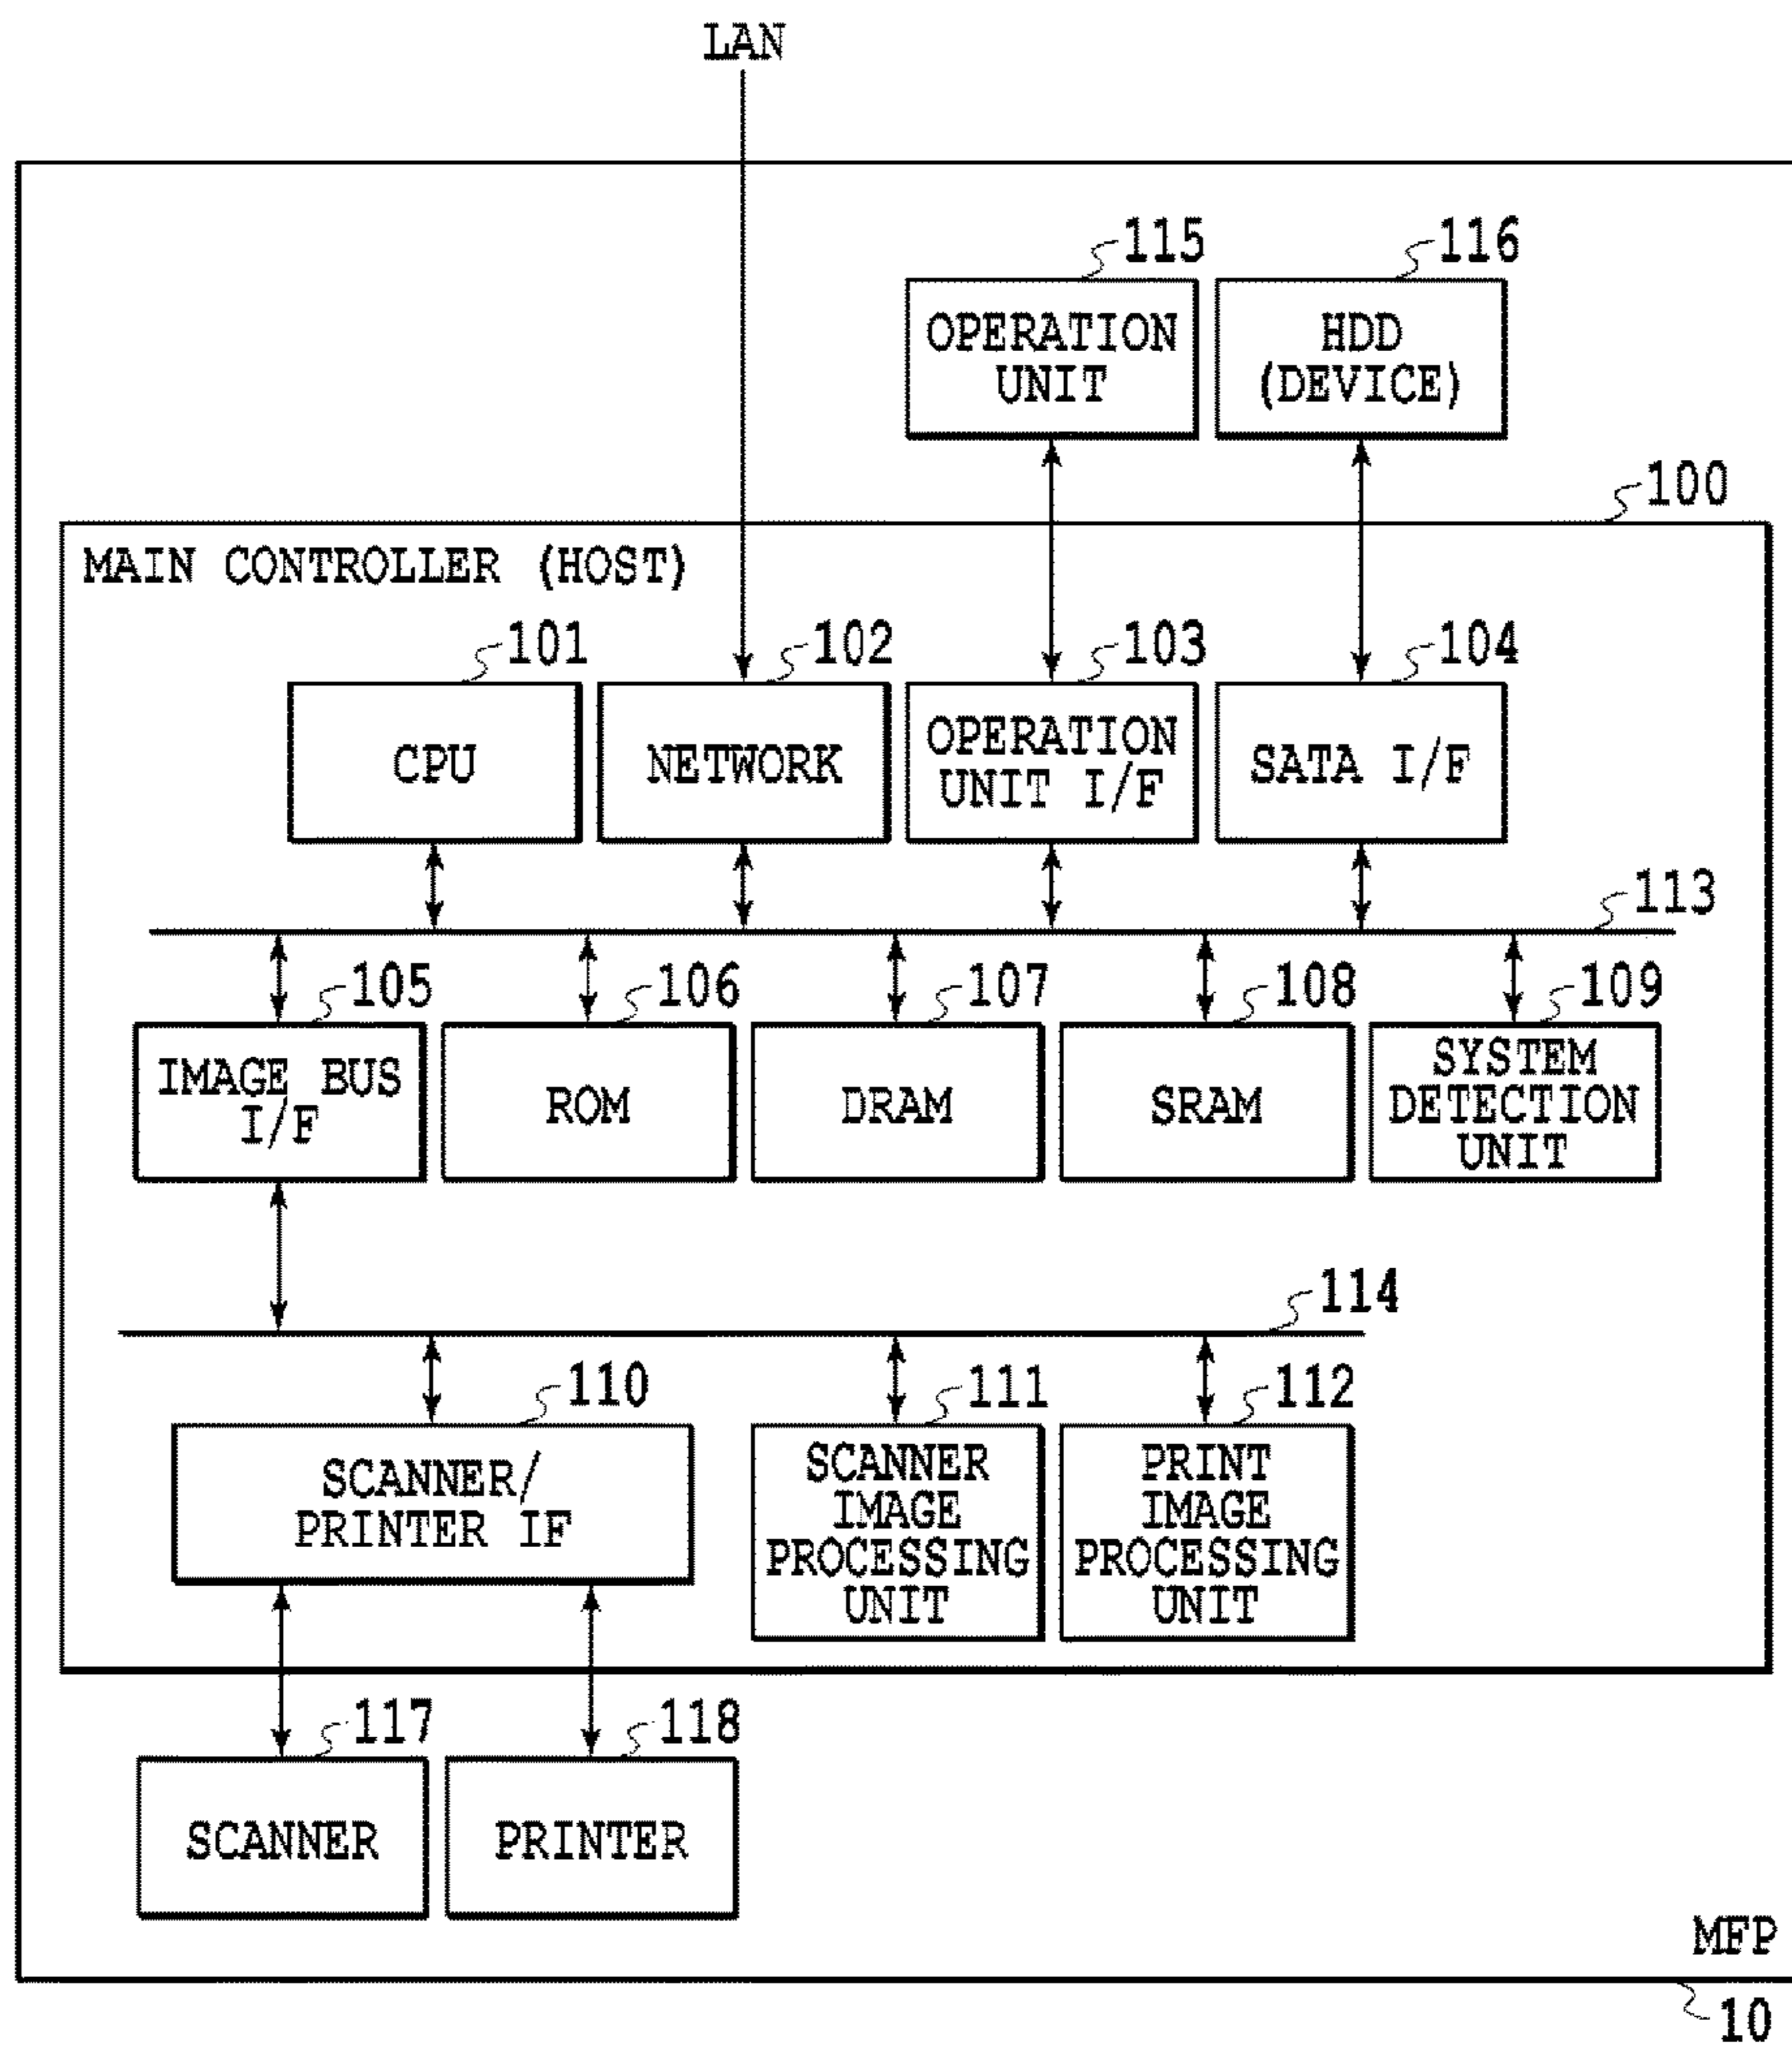 LAN
115
116
OPERATION
UNIT
HDD
(DEVICE)
100
MAIN CONTROLLER (HOST)
101
102
103
104
CPU
NETWORK
OPERATION
UNIT I/F
SATA I/F
113
105
106
107
108
109
IMAGE BUS
I/F
ROM
DRAM
SRAM
SYSTEM
DETECTION
UNIT
114
110
111
112
SCANNER/
PRINTER IF
SCANNER
IMAGE
PROCESSING
UNIT
PRINT
IMAGE
PROCESSING
UNIT
117
118
SCANNER
PRINTER
MFP
10